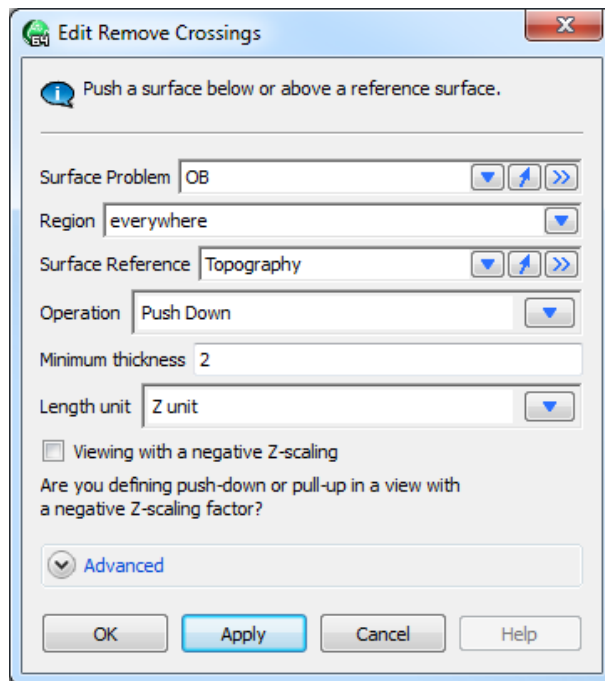 64 Edit Remove Crossings
Push a surface below or above a reference surface.
Surface Problem OB
Region everywhere
Surface Reference Topography
Operation Push Down
Minimum thickness 2
Length unit Z unit
Viewing with a negative Z-scaling
Are you defining push-down or pull-up in a view with
a negative Z-scaling factor?
Advanced
OK Apply Cancel Help